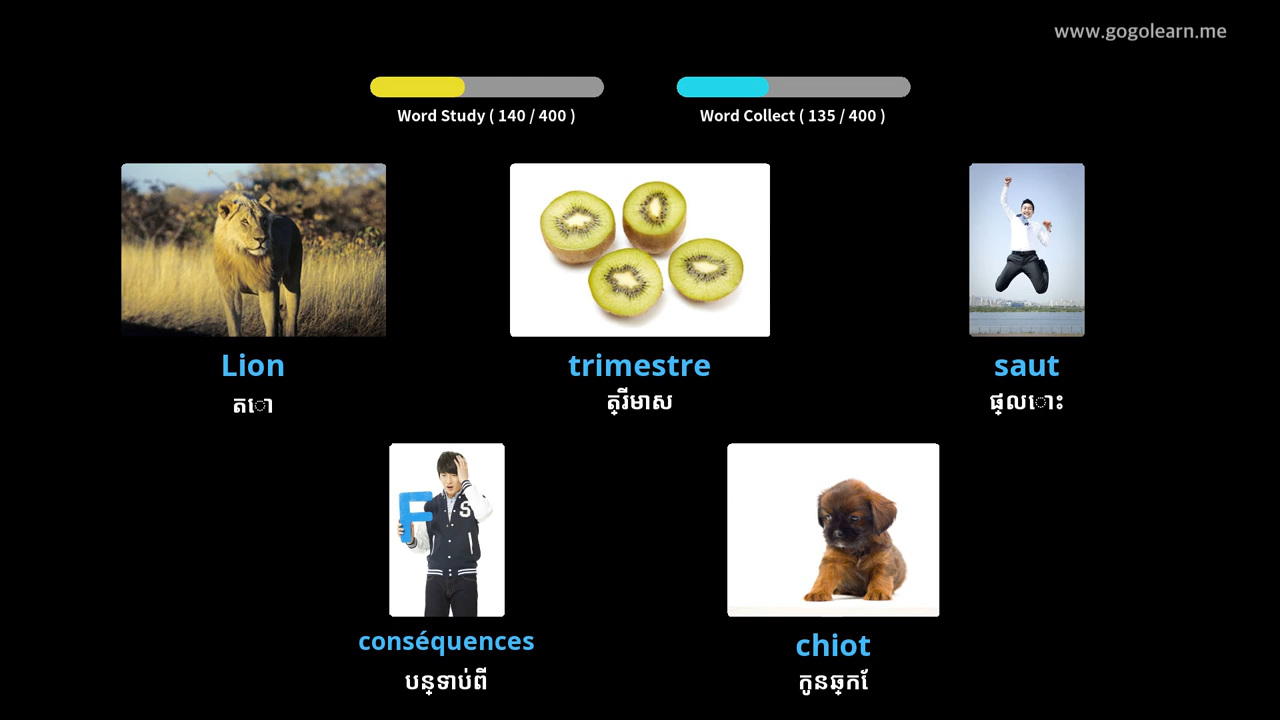 www.gogolearn.me
Word Study ( 140 / 400 )
Word Collect ( 135 / 400 )
Lion
តោ
trimestre
ត្រីមាស
saut
ផ្លោះ
F
S
conséquences
បន្ទាប់ពី
chiot
កូនឆ្កែ